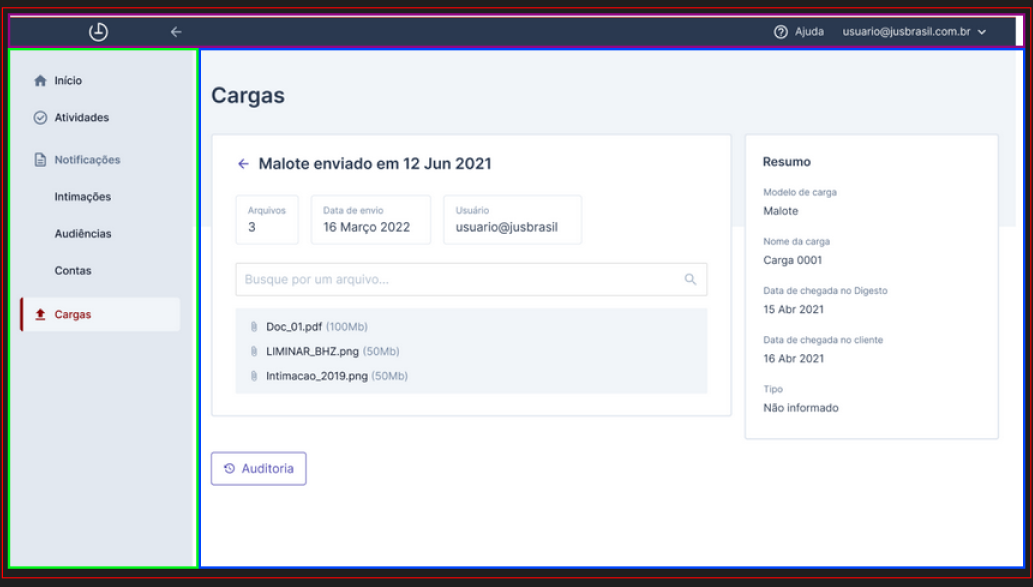 Ajuda usuario@jusbrasil.com.br
Início
Atividades
Notificações
Intimações
Audiências
Contas
Cargas
Cargas
Malote enviado em 12 Jun 2021
Arquivos
3
Data de envio
16 Março 2022
Usuário
usuario@jusbrasil
Busque por um arquivo...
Doc_01.pdf (100Mb)
LIMINAR_BHZ.png (50Mb)
Intimacao_2019.png (50Mb)
Auditoria
Resumo
Modelo de carga
Malote
Nome da carga
Carga 0001
Data de chegada no Digesto
15 Abr 2021
Data de chegada no cliente
16 Abr 2021
Tipo
Não informado